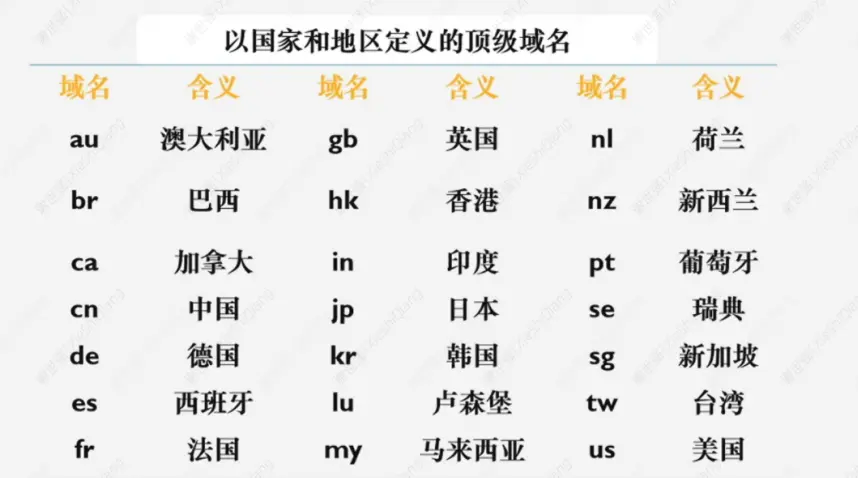 以国家和地区定义的顶级域名
域名 含义 域名 含义 域名 含义
au 澳大利亚 gb 英国 nl 荷兰
br 巴西 hk 香港 nz 新西兰
ca 加拿大 in 印度 pt 葡萄牙
cn 中国 jp 日本 se 瑞典
de 德国 kr 韩国 sg 新加坡
es 西班牙 lu 卢森堡 tw 台湾
fr 法国 my 马来西亚 us 美国